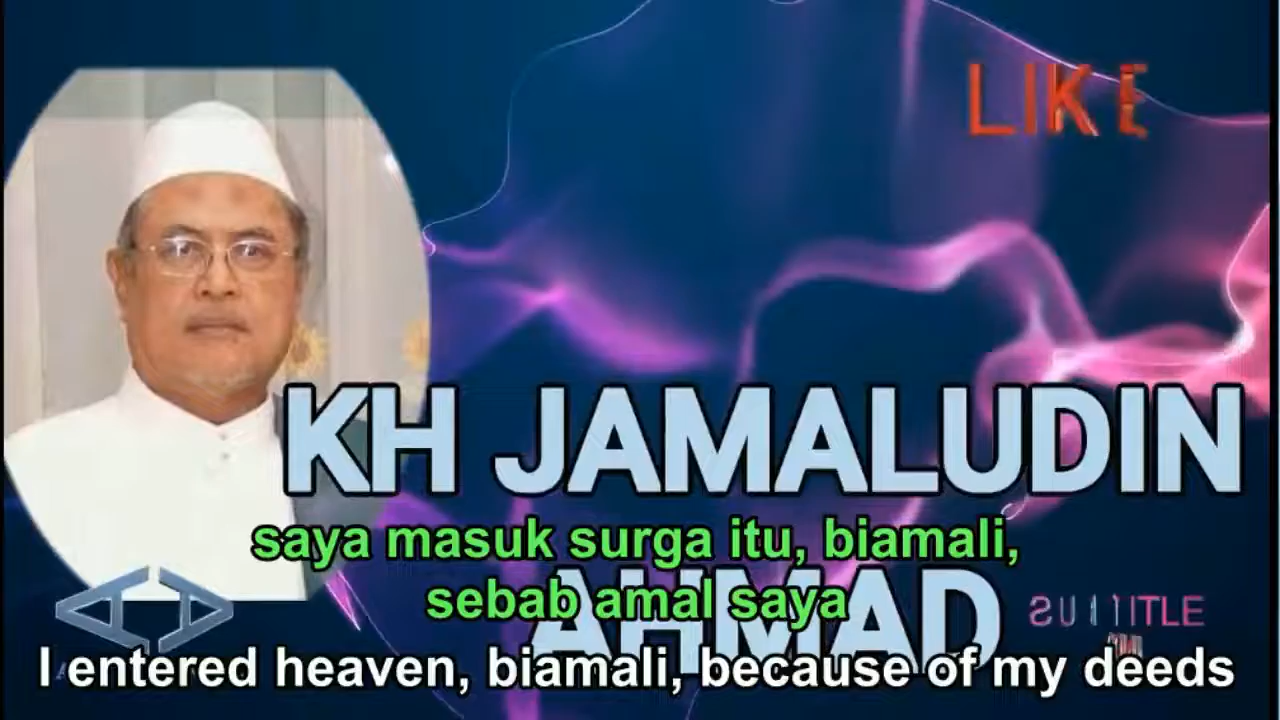 LIKE
KH JAMALUDIN
AHMAD
saya masuk surga itu, biamali,
sebab amal saya
I entered heaven, biamali, because of my deeds